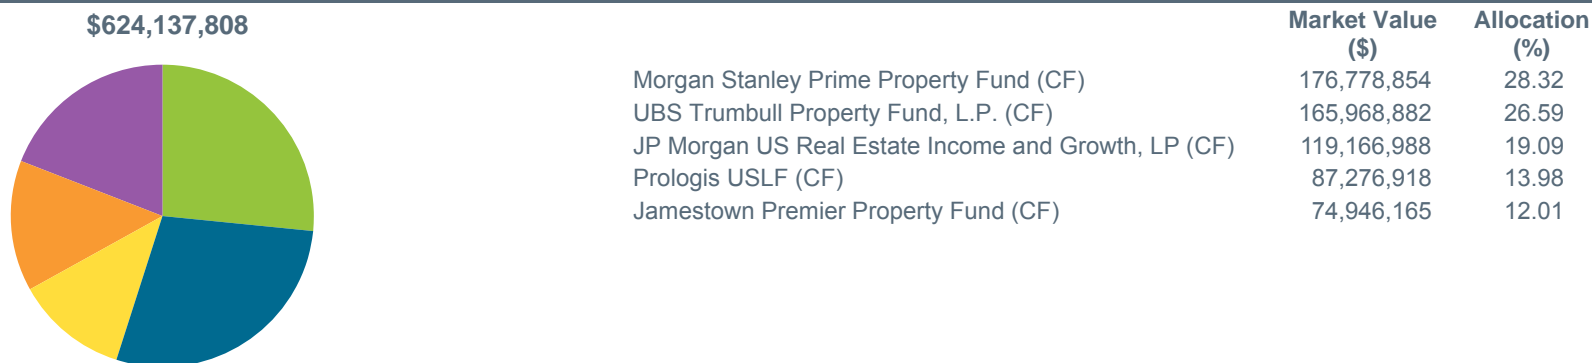 $624,137,808
Market Value Allocation
($) (%)
Morgan Stanley Prime Property Fund (CF) 176,778,854 28.32
UBS Trumbull Property Fund, L.P. (CF) 165,968,882 26.59
JP Morgan US Real Estate Income and Growth, LP (CF) 119,166,988 19.09
Prologis USLF (CF) 87,276,918 13.98
Jamestown Premier Property Fund (CF) 74,946,165 12.01